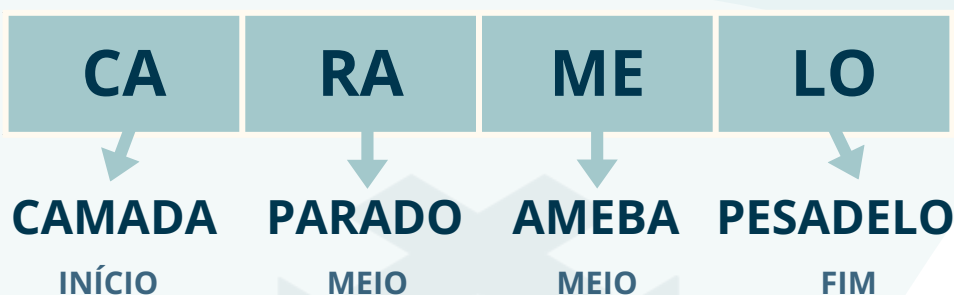 CA RA ME LO
CAMADA PARADO AMEBA PESADELO
INÍCIO MEIO MEIO FIM